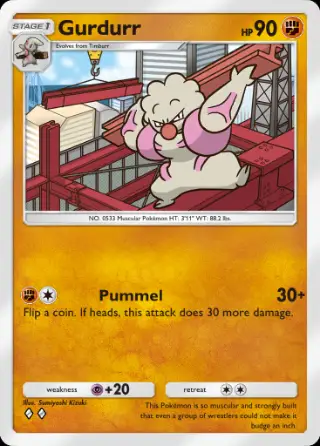 STAGE 1 Gurdurr HP 90
Evolves from Timburr
NO. 0533 Muscular Pokémon HT: 3'11" WT: 88.2 lbs.
Pummel 30+
Flip a coin. If heads, this attack does 30 more damage.
Illus. Sumiyoshi Kizuki
weakness +20 retreat
This Pokémon is so muscular and strongly built
that even a group of wrestlers could not make it
budge an inch.